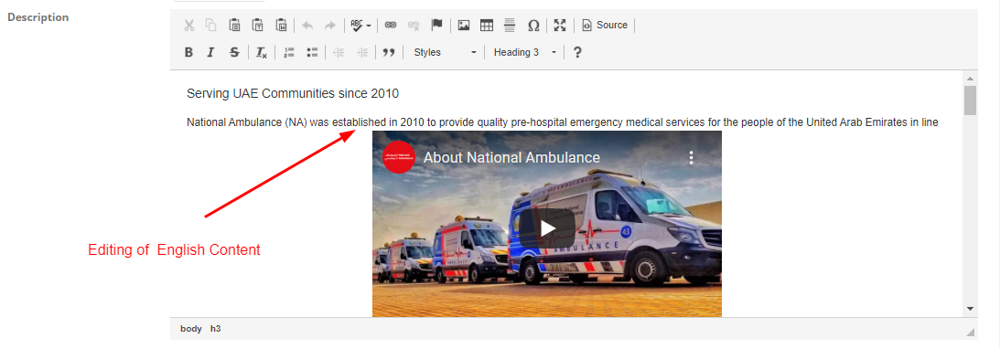 Description
ABC
Source
B I S Ix
Styles
Heading 3
?
Serving UAE Communities since 2010
National Ambulance (NA) was established in 2010 to provide quality pre-hospital emergency medical services for the people of the United Arab Emirates in line
About National Ambulance
43
AMBULANCE
Editing of English Content
body h3